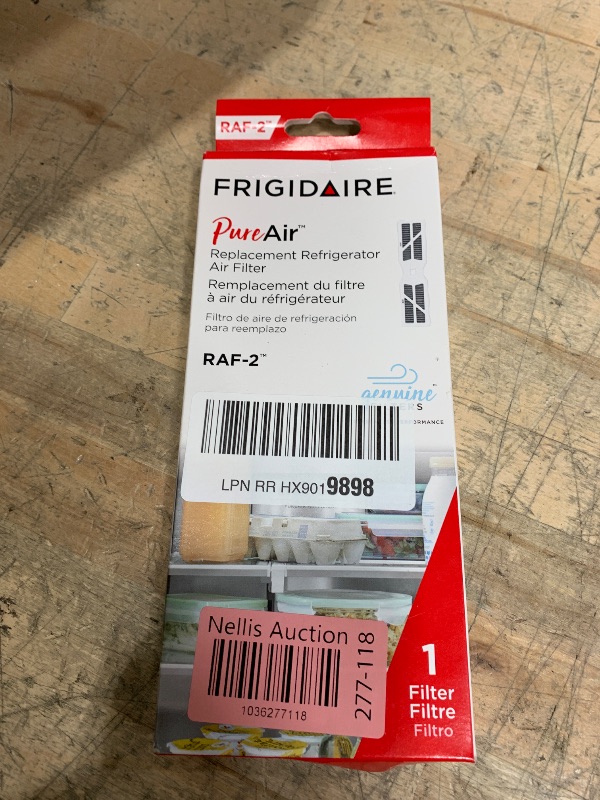 RAF-2™
FRIGIDAIRE®
PureAir™
Replacement Refrigerator
Air Filter
Remplacement du filtre
à air du réfrigérateur
Filtro de aire de refrigeración
para reemplazo
RAF-2™
genuine
LPN RR HX9019898
Nellis Auction
277-118
1036277118
1
Filter
Filtre
Filtro